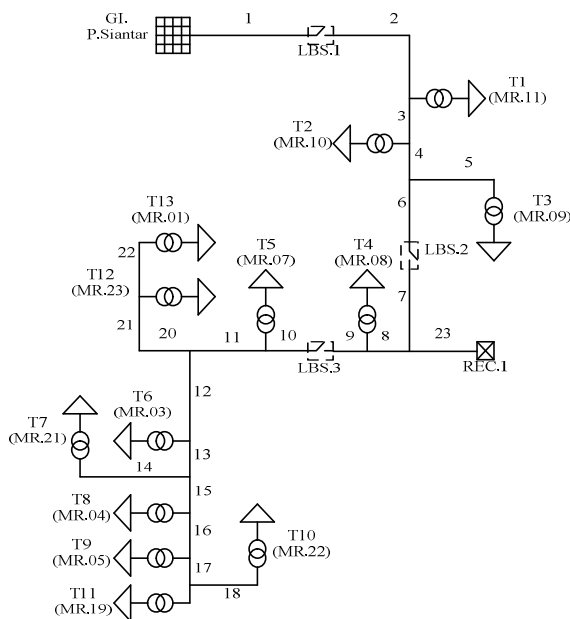 GI.
P.Siantar
1
2
LBS.1
T1
(MR.11)
3
T2
(MR.10)
4
5
6
T3
(MR.09)
T13
(MR.01)
22
T12
(MR.23)
21
20
T5
(MR.07)
T4
(MR.08)
LBS.2
7
11
10
9
8
23
LBS.3
REC.1
12
T7
(MR.21)
T6
(MR.03)
13
14
15
T8
(MR.04)
16
T10
(MR.22)
T9
(MR.05)
17
18
T11
(MR.19)